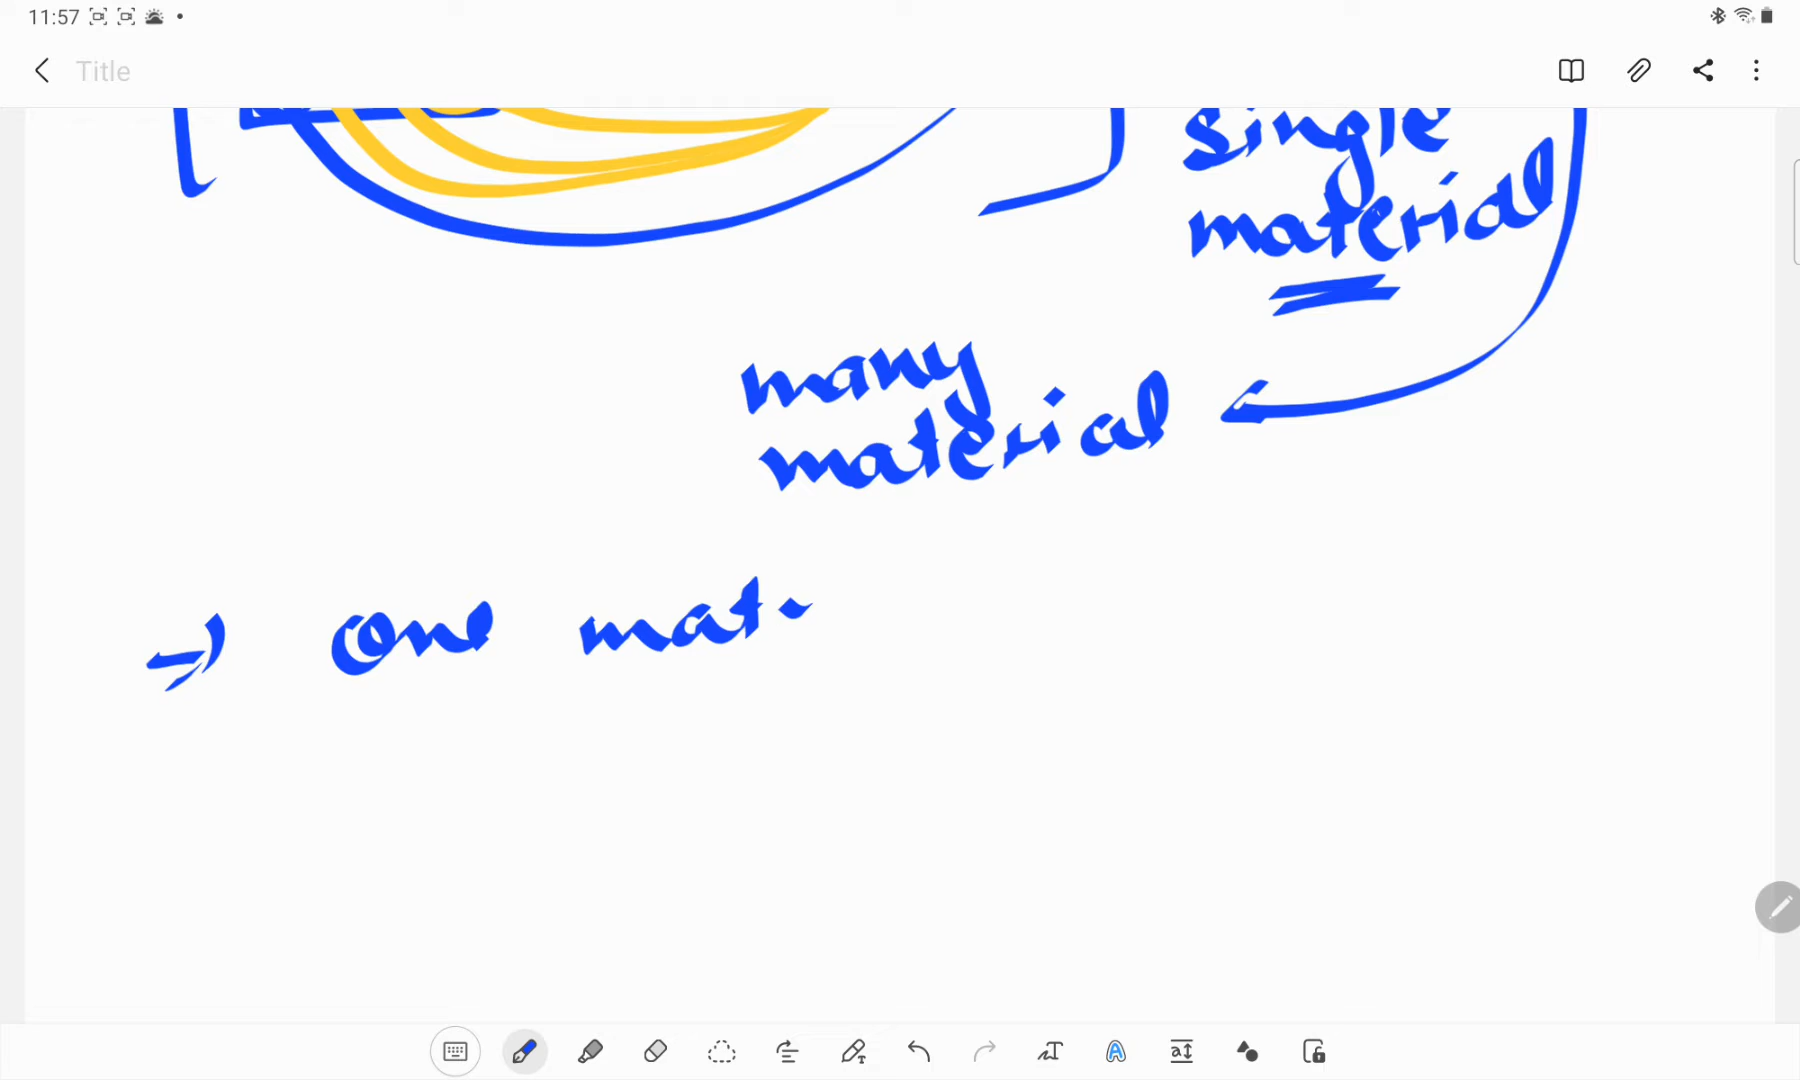 11:57
Title
single
material
many
material
→ one mat.